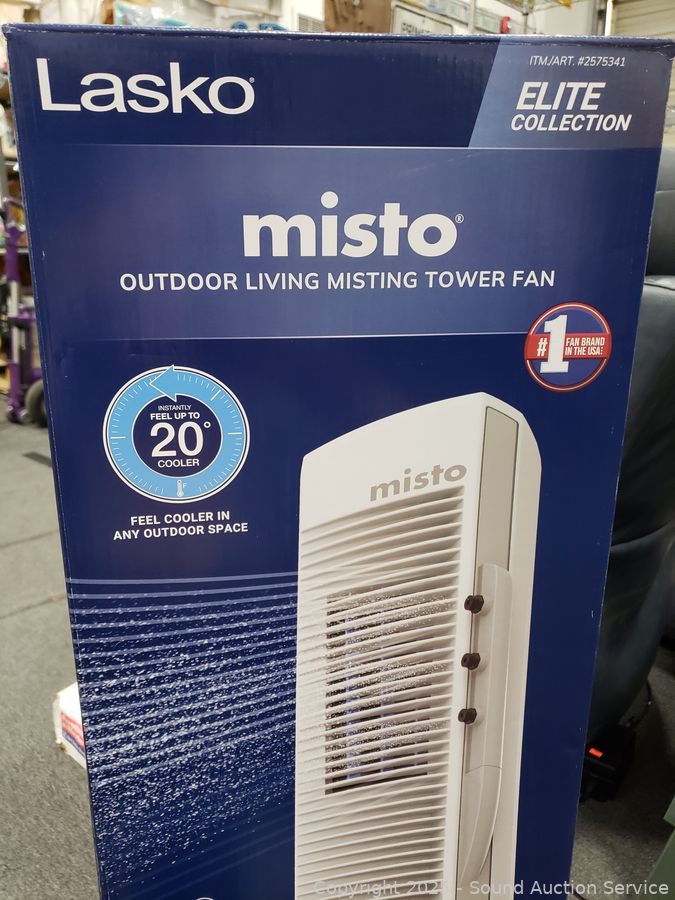 ITM./ART. #2575341
Lasko®
ELITE
COLLECTION
misto®
OUTDOOR LIVING MISTING TOWER FAN
#1
FAN BRAND
IN THE USA
INSTANTLY
FEEL UP TO
20°
COOLER
°F
FEEL COOLER IN
ANY OUTDOOR SPACE
misto
Sound Auction Service